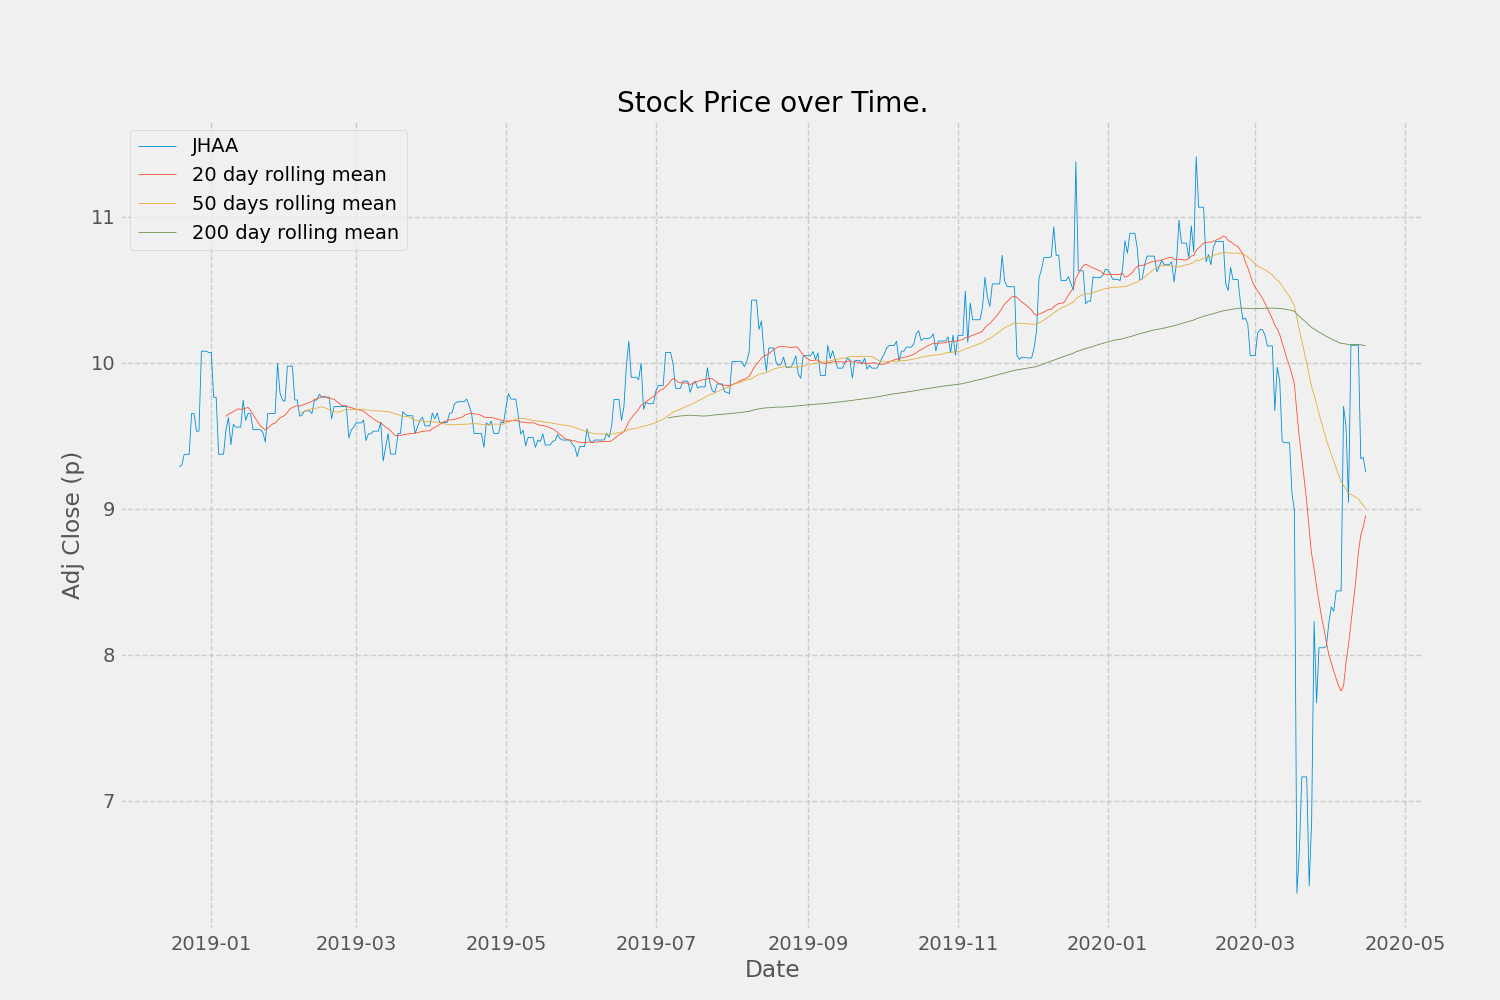 Stock Price over Time.
JHAA
20 day rolling mean
50 days rolling mean
200 day rolling mean
Adj Close (p)
11
10
9
8
7
2019-01 2019-03 2019-05 2019-07 2019-09 2019-11 2020-01 2020-03 2020-05
Date